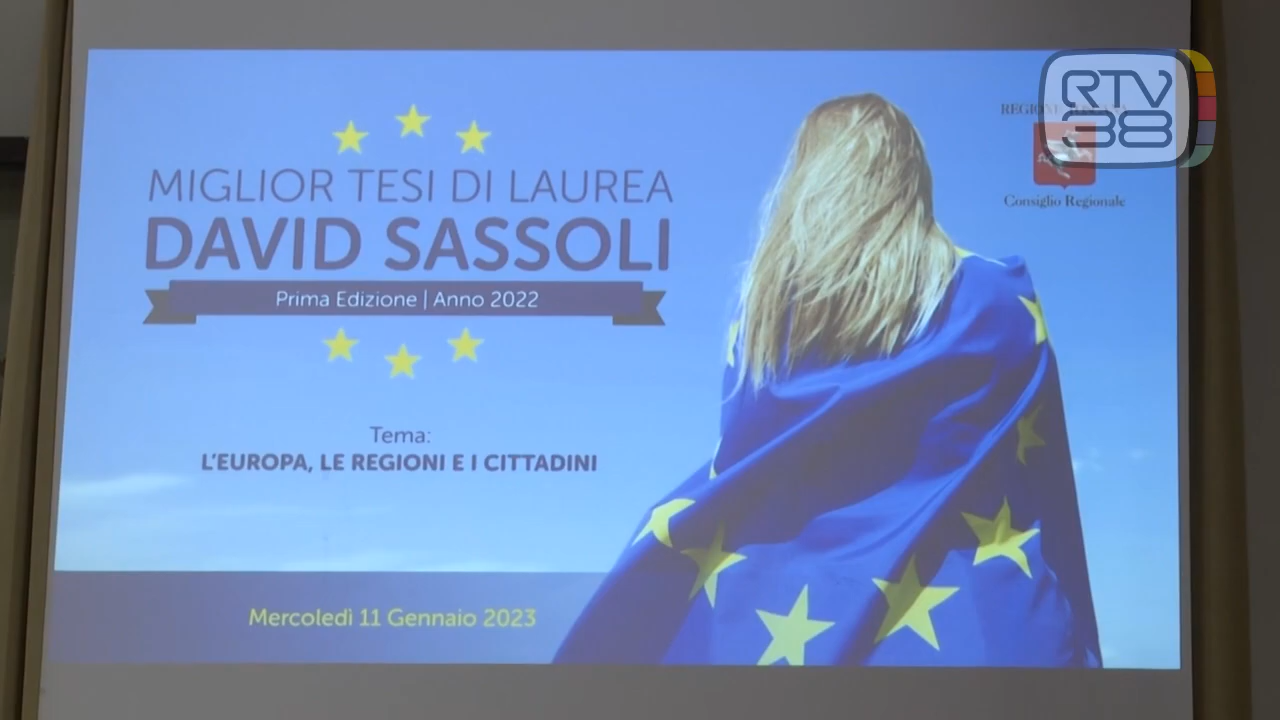 MIGLIOR TESI DI LAUREA
DAVID SASSOLI
Prima Edizione | Anno 2022
Tema:
L'EUROPA, LE REGIONI E I CITTADINI
Mercoledì 11 Gennaio 2023
RTV
38
Consiglio Regionale